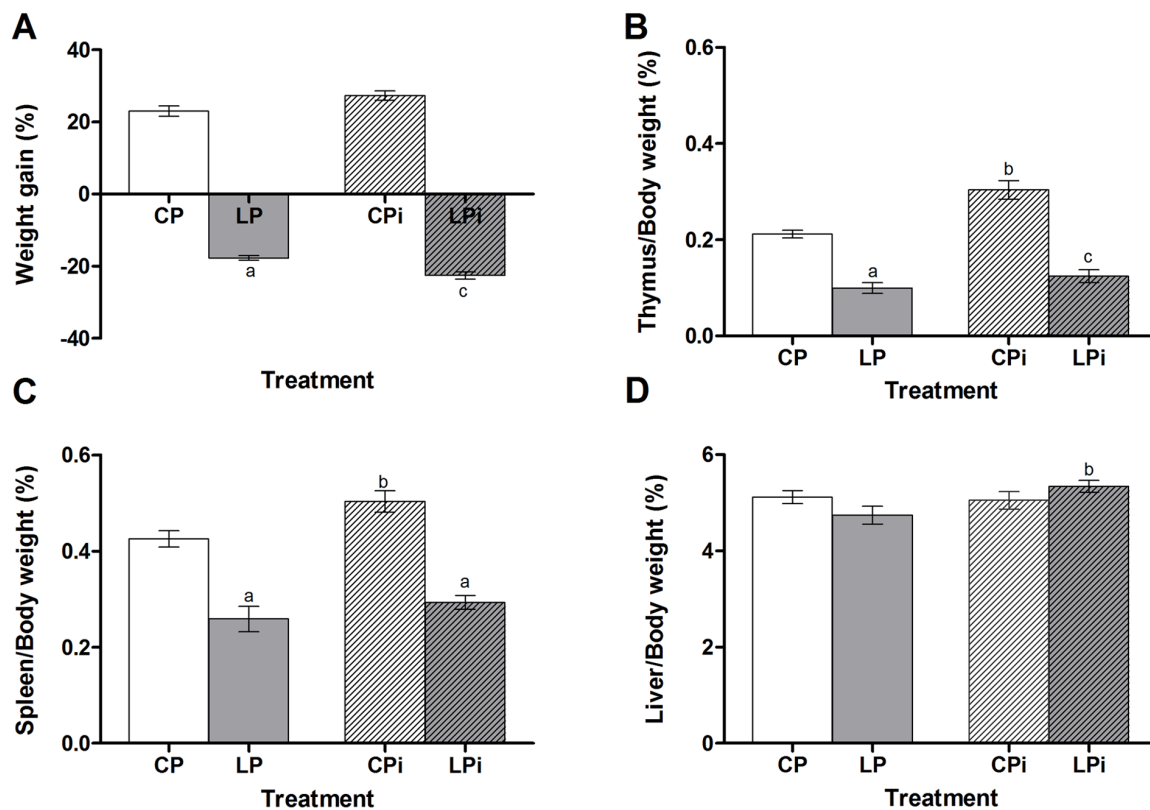 A
Weight gain (%)
40
20
0
-20
-40
CP
LP
CPi
LPi
a
c
Treatment
B
Thymus/Body weight (%)
0.6
0.4
0.2
0.0
a
b
c
CP
LP
CPi
LPi
Treatment
C
Spleen/Body weight (%)
0.6
0.4
0.2
0.0
a
b
a
CP
LP
CPi
LPi
Treatment
D
Liver/Body weight (%)
6
4
2
0
b
CP
LP
CPi
LPi
Treatment